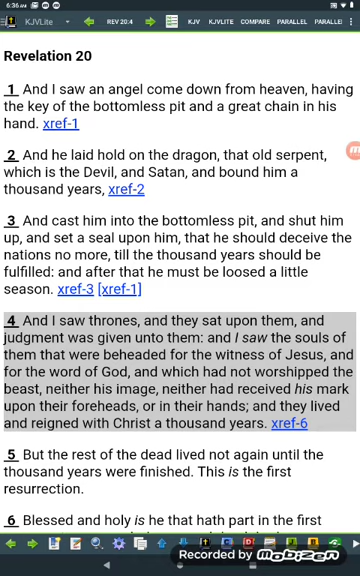 6:36 AM
KJVLite REV 20:4 KJV KJVLITE COMPARE PARALLEL PARALLEL
Revelation 20
1 And I saw an angel come down from heaven, having
the key of the bottomless pit and a great chain in his
hand. xref-1
2 And he laid hold on the dragon, that old serpent,
which is the Devil, and Satan, and bound him a
thousand years, xref-2
3 And cast him into the bottomless pit, and shut him
up, and set a seal upon him, that he should deceive the
nations no more, till the thousand years should be
fulfilled: and after that he must be loosed a little
season. xref-3 [xref-1]
4 And I saw thrones, and they sat upon them, and
judgment was given unto them: and I saw the souls of
them that were beheaded for the witness of Jesus, and
for the word of God, and which had not worshipped the
beast, neither his image, neither had received his mark
upon their foreheads, or in their hands; and they lived
and reigned with Christ a thousand years. xref-6
5 But the rest of the dead lived not again until the
thousand years were finished. This is the first
resurrection.
6 Blessed and holy is he that hath part in the first
Recorded by Mobizen